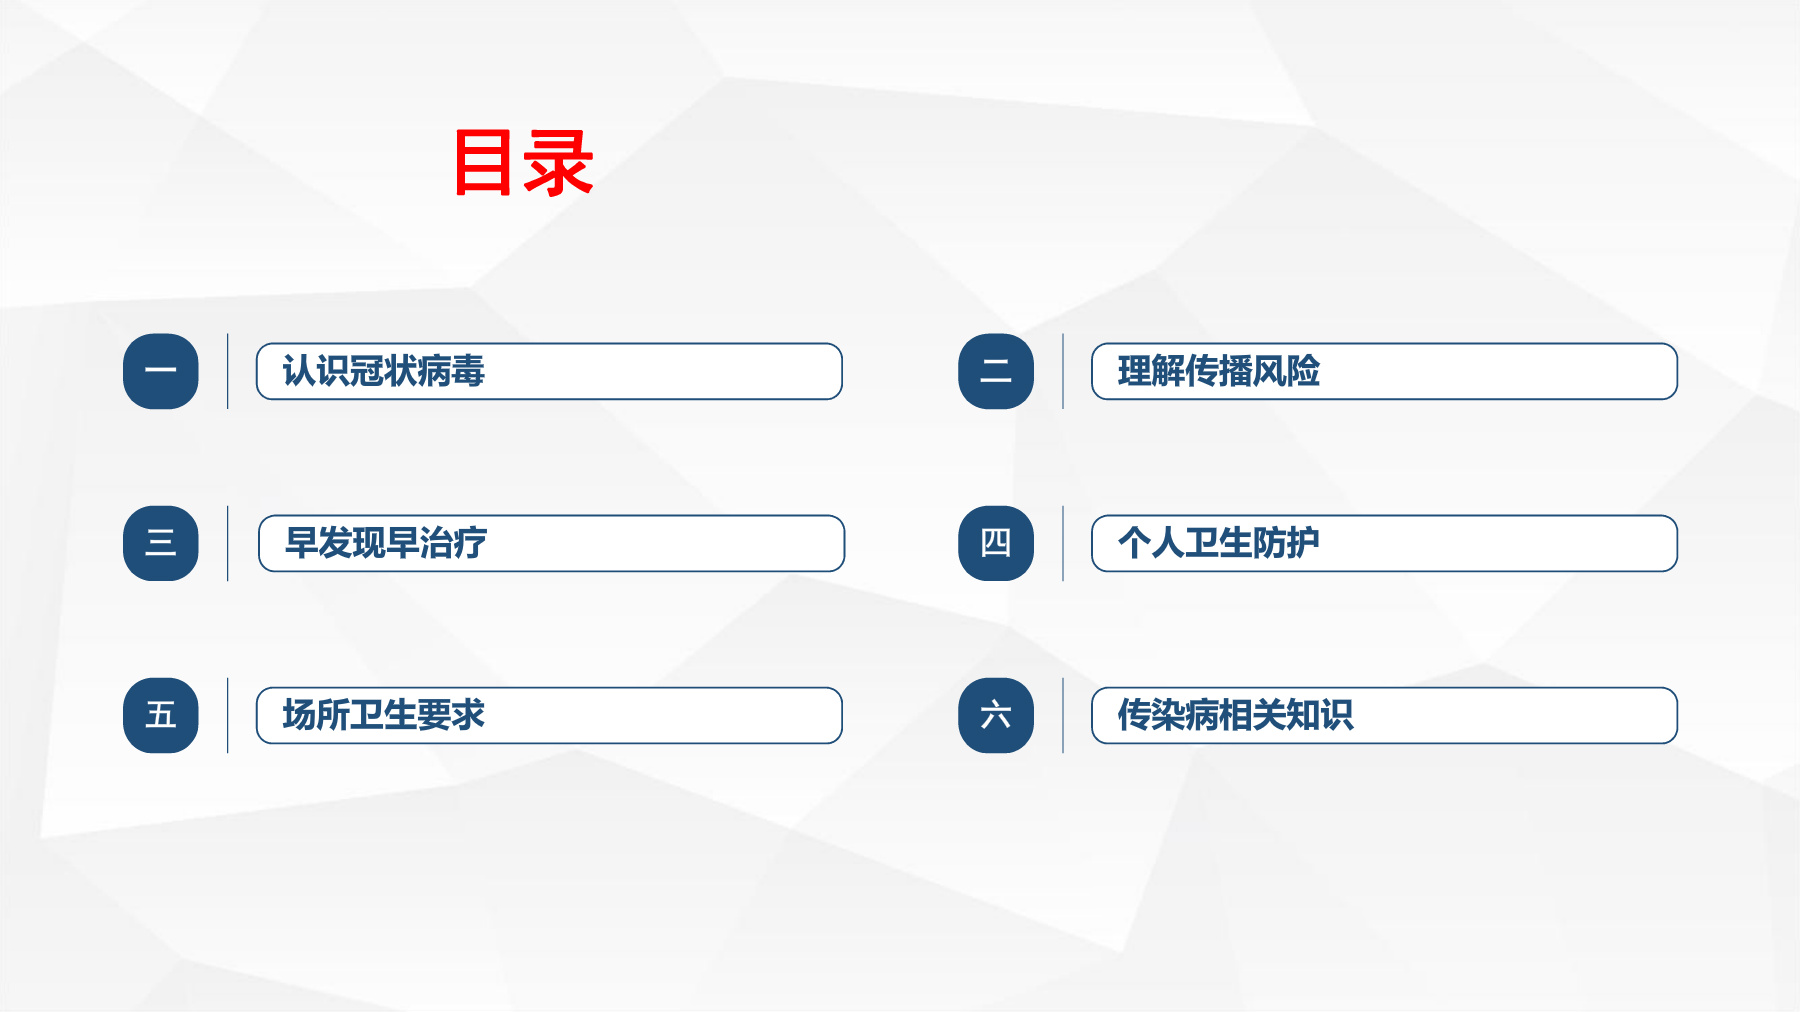 目录
一 认识冠状病毒
二 理解传播风险
三 早发现早治疗
四 个人卫生防护
五 场所卫生要求
六 传染病相关知识